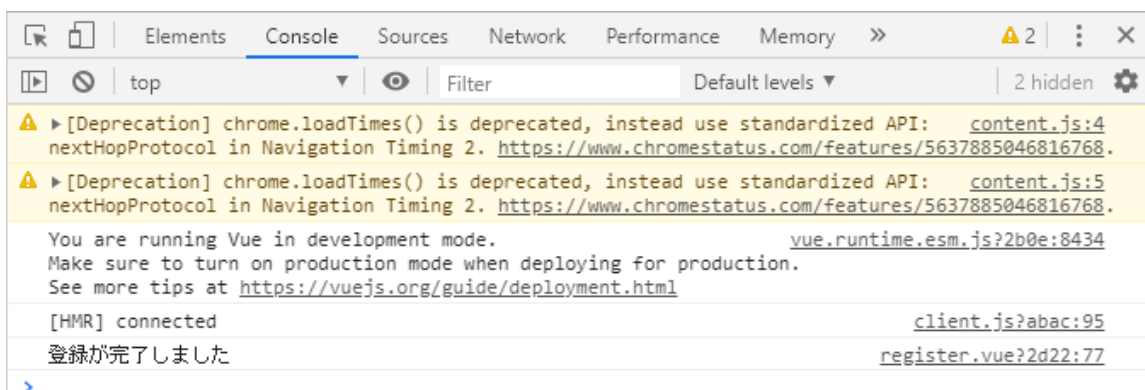 Elements Console Sources Network Performance Memory » 2
top Filter Default levels ▼ 2 hidden
[Deprecation] chrome.loadTimes() is deprecated, instead use standardized API: content.js:4
nextHopProtocol in Navigation Timing 2. https://www.chromestatus.com/features/5637885046816768.
[Deprecation] chrome.loadTimes() is deprecated, instead use standardized API: content.js:5
nextHopProtocol in Navigation Timing 2. https://www.chromestatus.com/features/5637885046816768.
You are running Vue in development mode. vue.runtime.esm.js?2b0e:8434
Make sure to turn on production mode when deploying for production.
See more tips at https://vuejs.org/guide/deployment.html
[HMR] connected client.js?abac:95
登録が完了しました register.vue?2d22:77